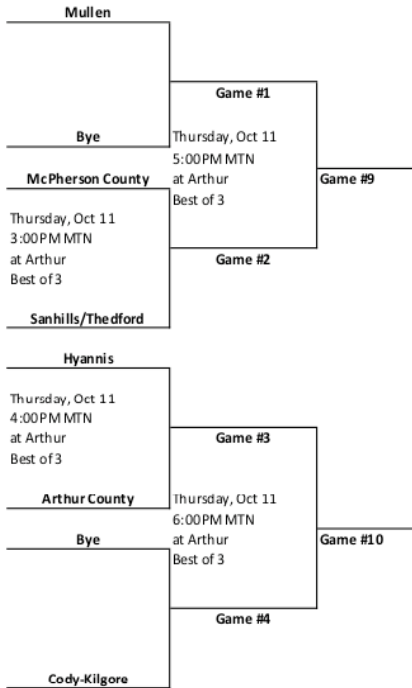 Mullen
Game #1
Bye
Thursday, Oct 11
5:00PM MTN
at Arthur
Best of 3
McPherson County
Game #9
Thursday, Oct 11
3:00PM MTN
at Arthur
Best of 3
Game #2
Sanhills/Thedford
Hyannis
Thursday, Oct 11
4:00PM MTN
at Arthur
Best of 3
Game #3
Arthur County
Thursday, Oct 11
6:00PM MTN
at Arthur
Best of 3
Bye
Game #10
Game #4
Cody-Kilgore